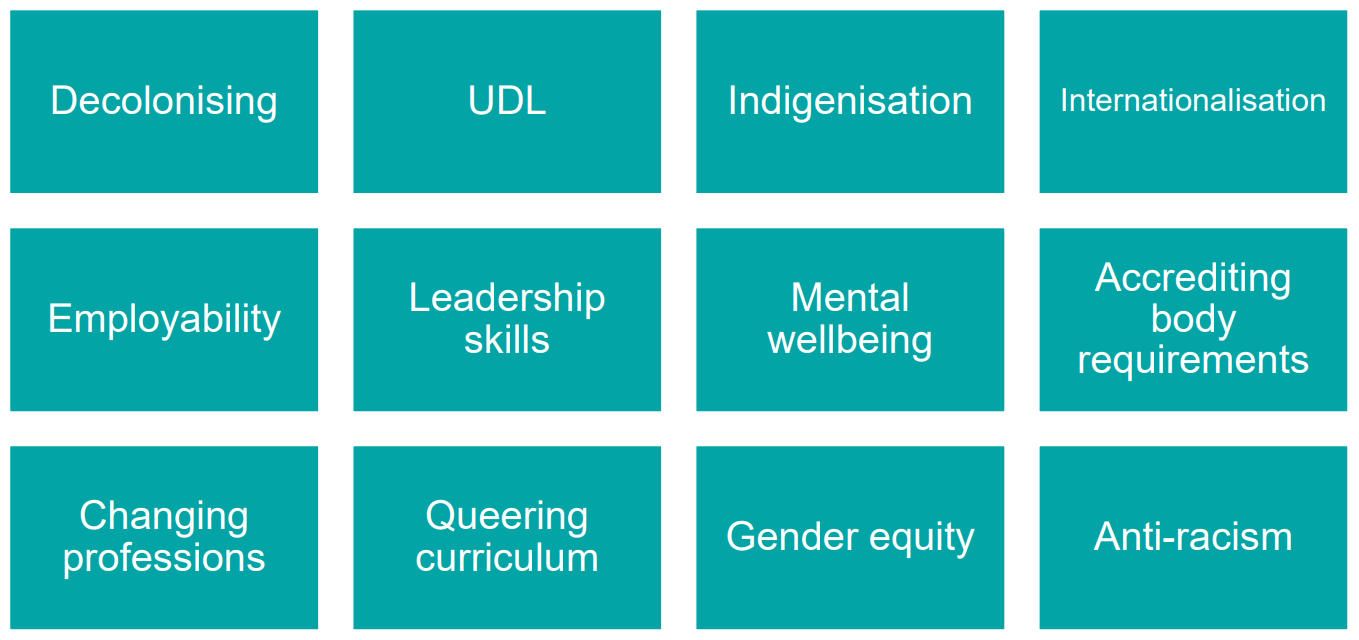 Decolonising
UDL
Indigenisation
Internationalisation
Employability
Leadership
skills
Mental
wellbeing
Accrediting
body
requirements
Changing
professions
Queering
curriculum
Gender equity
Anti-racism